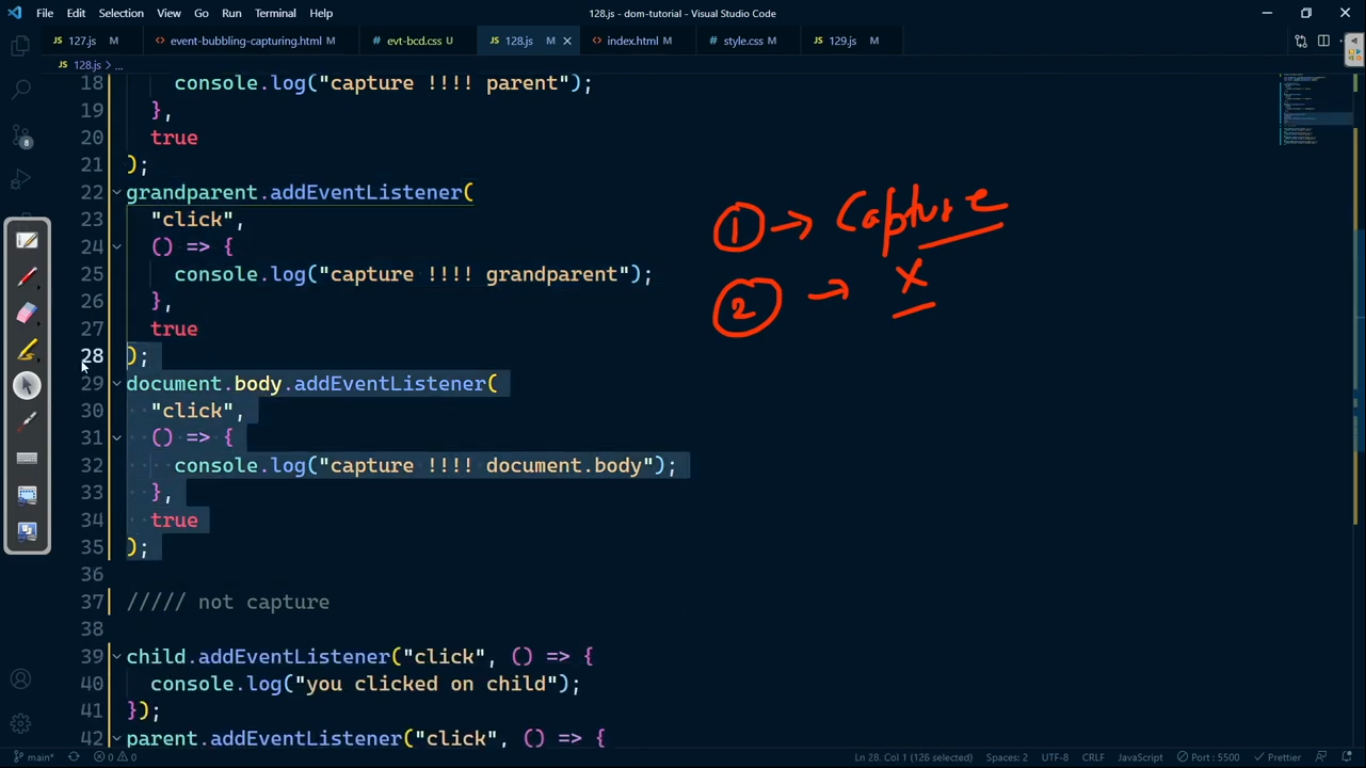 File Edit Selection View Go Run Terminal Help 128.js - dom-tutorial - Visual Studio Code
JS 127.js M event-bubbling-capturing.html M evt-bcd.css U JS 128.js M index.html M style.css M JS 129.js M
JS 128.js > ...
18 console.log("capture !!!! parent");
19 },
20 true
21 );
22 grandparent.addEventListener(
23 "click",
24 () => {
25 console.log("capture !!!! grandparent");
26 },
27 true
28 );
29 document.body.addEventListener(
30 "click",
31 () => {
32 console.log("capture !!!! document.body");
33 },
34 true
35 );
36
37 ///// not capture
38
39 child.addEventListener("click", () => {
40 console.log("you clicked on child");
41 });
42 parent.addEventListener("click", () => {
1 → Capture
2 → X
8
main* 0 0 Ln 28, Col 1 (126 selected) Spaces: 2 UTF-8 CRLF JavaScript Port : 5500 Prettier